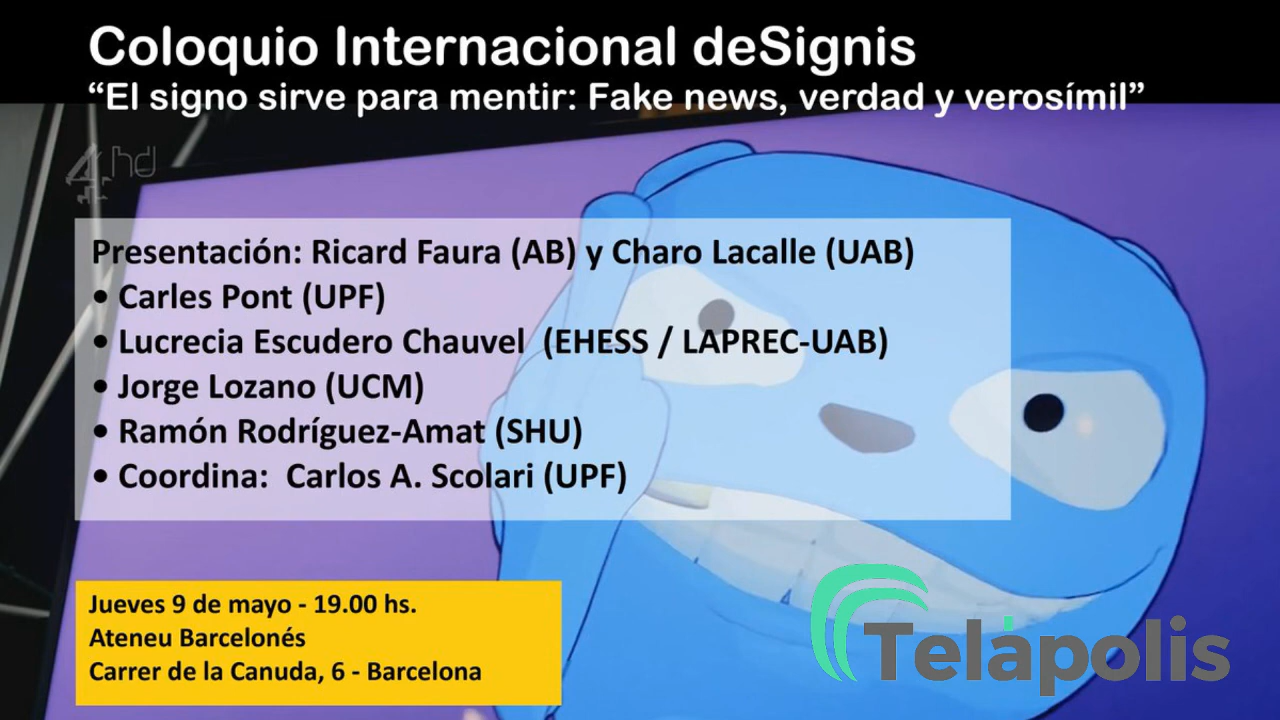 Coloquio Internacional deSignis
“El signo sirve para mentir: Fake news, verdad y verosímil”
4 hd
Presentación: Ricard Faura (AB) y Charo Lacalle (UAB)
• Carles Pont (UPF)
• Lucrecia Escudero Chauvel (EHESS / LAPREC-UAB)
• Jorge Lozano (UCM)
• Ramón Rodríguez-Amat (SHU)
• Coordina: Carlos A. Scolari (UPF)
Jueves 9 de mayo - 19.00 hs.
Ateneu Barcelonés
Carrer de la Canuda, 6 - Barcelona
Telápolis